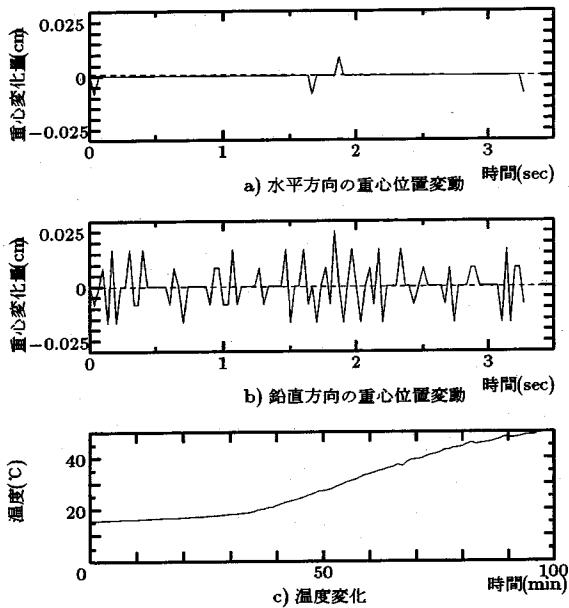 0.025
重心変化量(cm)
0
−0.025
0
1
2
3
時間(sec)
a) 水平方向の重心位置変動
0.025
重心変化量(cm)
0
−0.025
0
1
2
3
時間(sec)
b) 鉛直方向の重心位置変動
40
温度(℃)
20
0
50
100
時間(min)
c) 温度変化